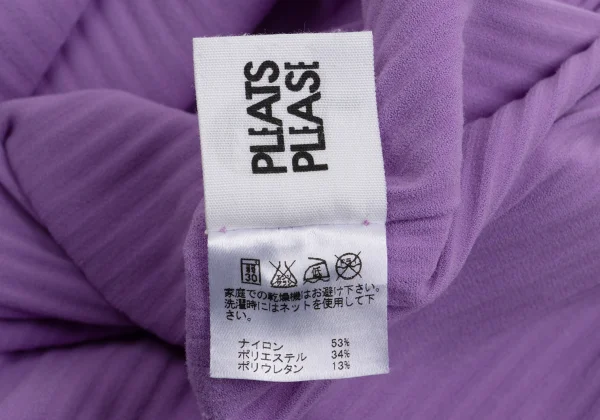 PLEATS
PLEASE
30
低
家庭での乾燥機はお避け下さい。
洗濯時にはネットを使用して下
さい。
ナイロン 53%
ポリエステル 34%
ポリウレタン 13%